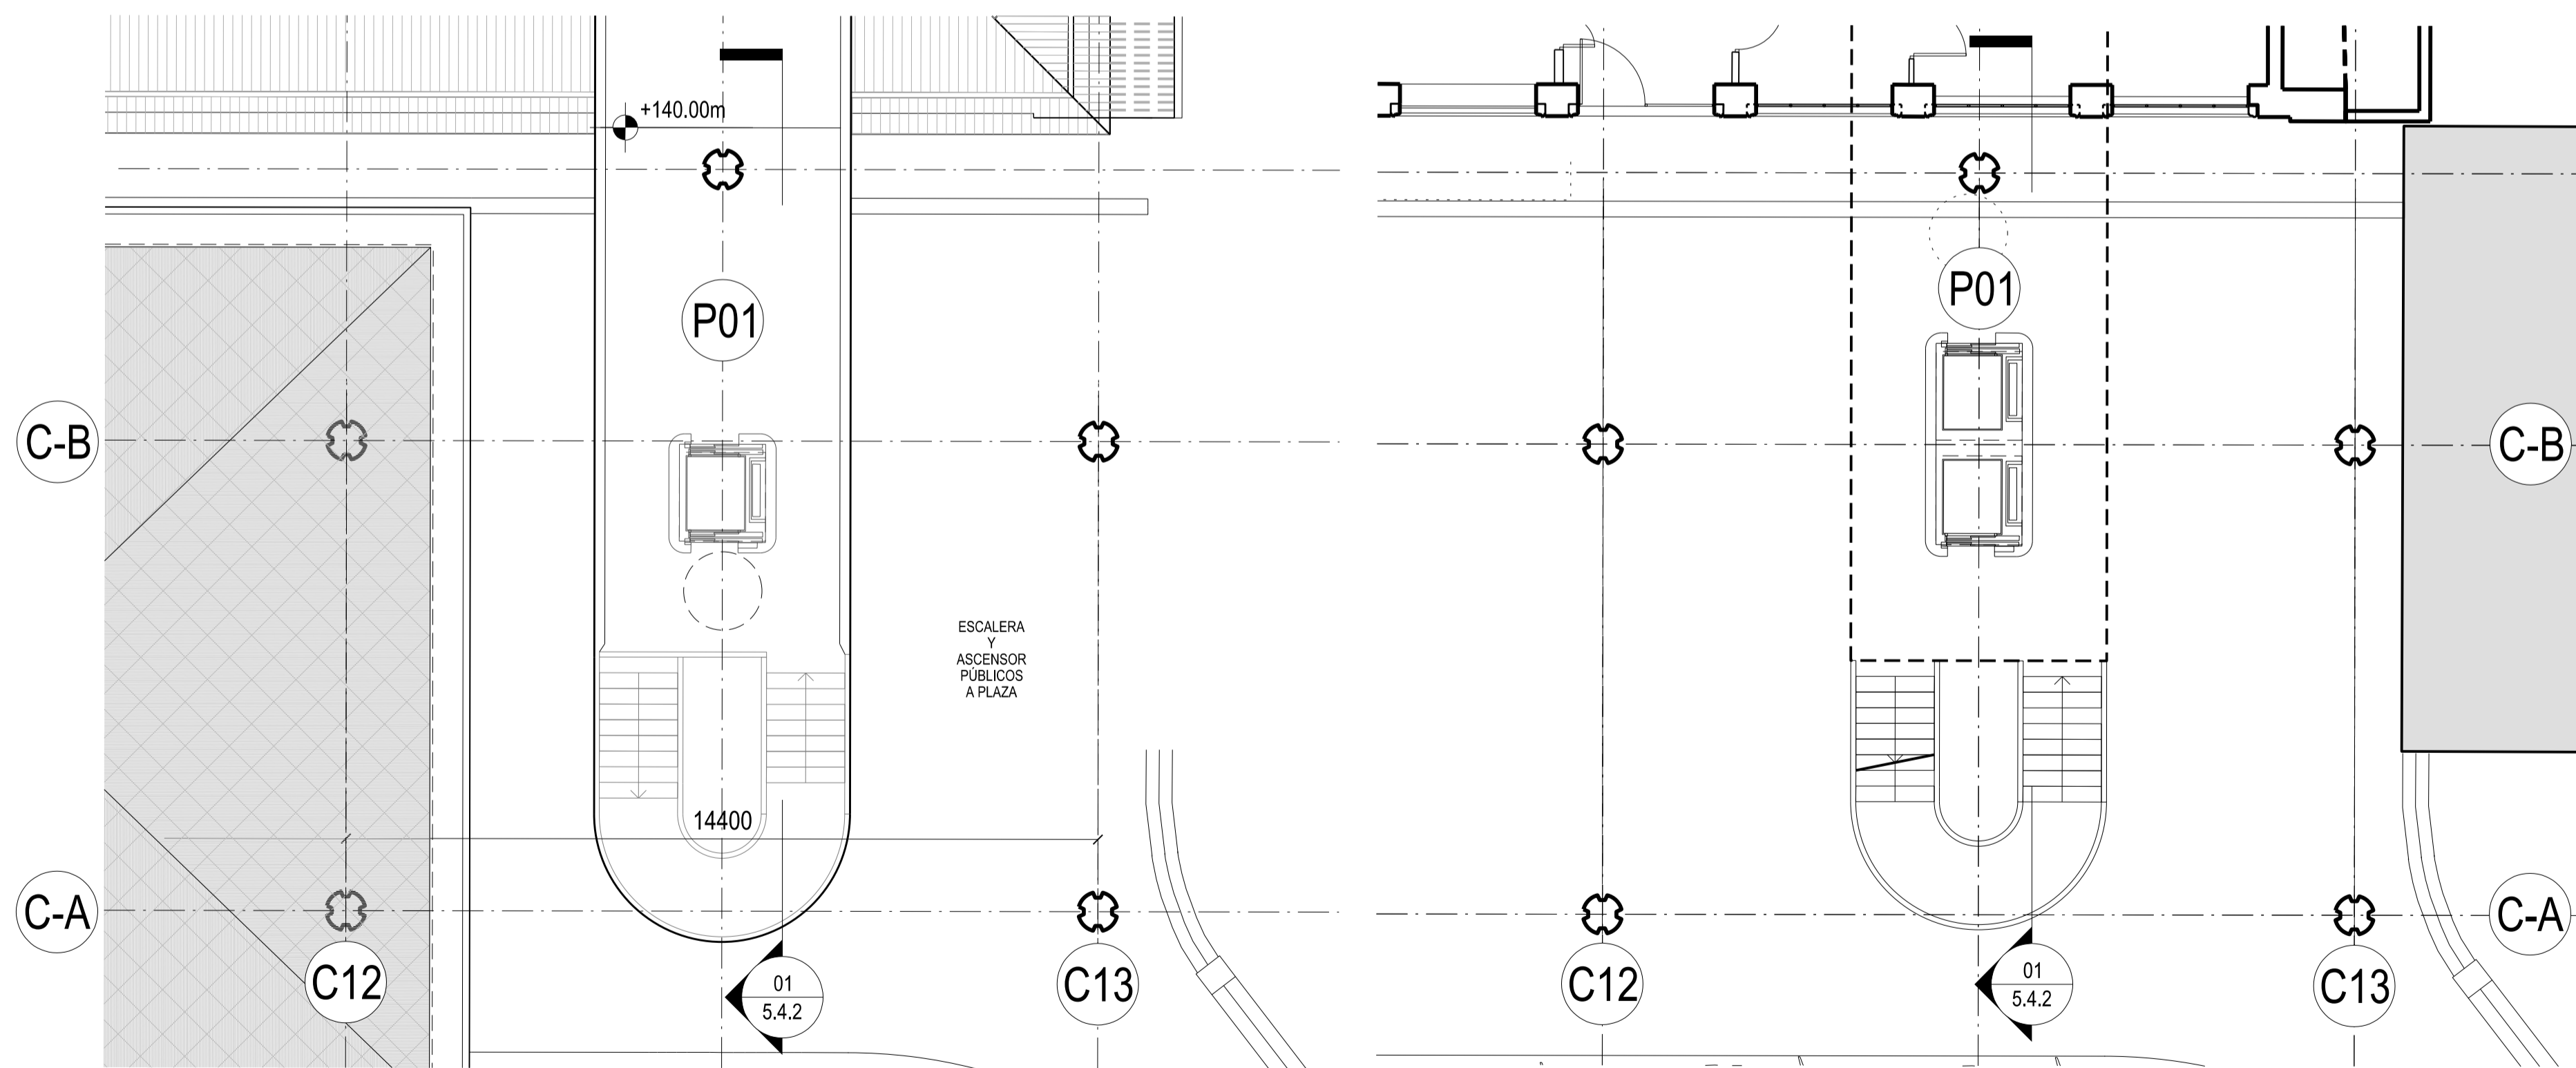 +140.00m
P01
C-B
ESCALERA
Y
ASCENSOR
PÚBLICOS
A PLAZA
14400
C-A
C12
C13
01
5.4.2
P01
C-B
C-A
C12
C13
01
5.4.2